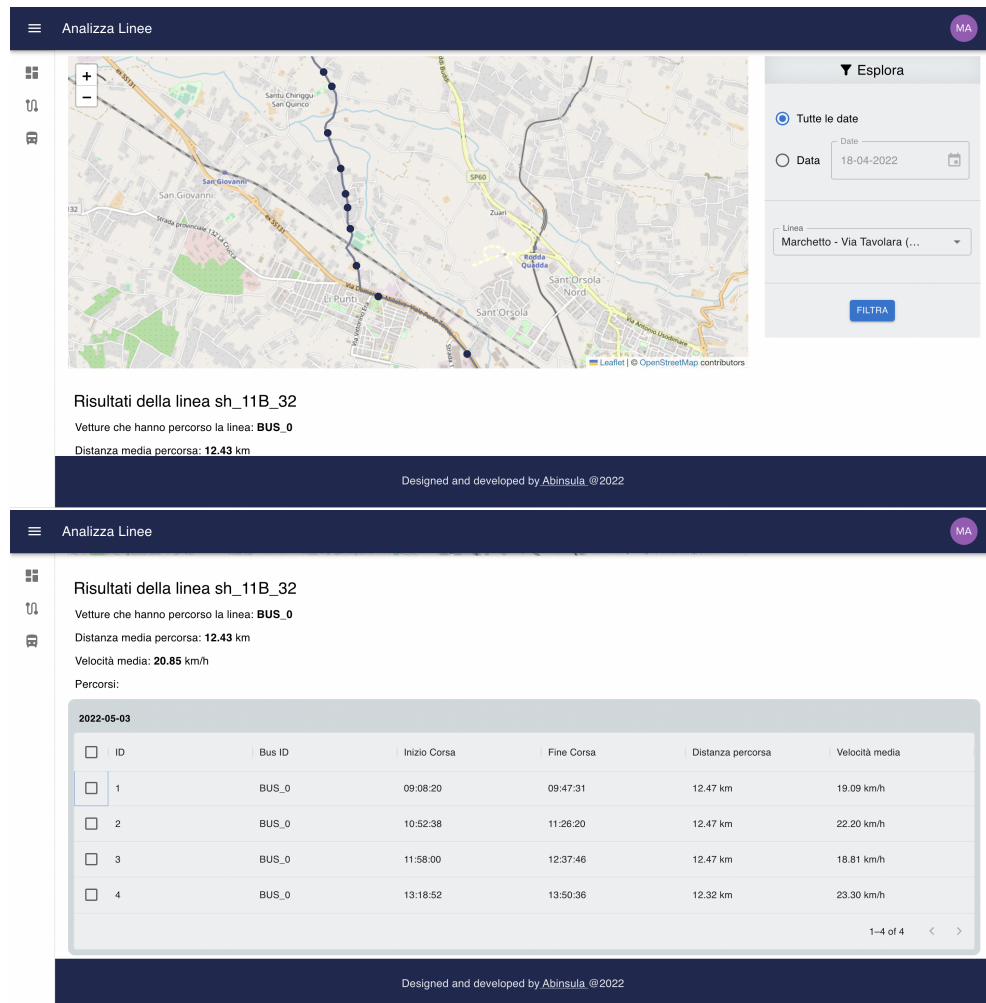 Analizza Linee
MA
+
−
ex SS131
Santu Chirigu
San Quirico
San Giovanni
San Giovanni
ex SS131
Strada provinciale 132 La Crucca
SP60
Zuari
Rodda
Quadda
Sant'Orsola
Nord
Sant'Orsola
Li Punti
Via Antonio Usodimare
Leaflet | © OpenStreetMap contributors
Esplora
Tutte le date
Data
Date
18-04-2022
Linea
Marchetto - Via Tavolara (…
FILTRA
Risultati della linea sh_11B_32
Vetture che hanno percorso la linea: BUS_0
Distanza media percorsa: 12.43 km
Designed and developed by Abinsula @2022
Analizza Linee
MA
Risultati della linea sh_11B_32
Vetture che hanno percorso la linea: BUS_0
Distanza media percorsa: 12.43 km
Velocità media: 20.85 km/h
Percorsi:
2022-05-03
ID Bus ID Inizio Corsa Fine Corsa Distanza percorsa Velocità media
1 BUS_0 09:08:20 09:47:31 12.47 km 19.09 km/h
2 BUS_0 10:52:38 11:26:20 12.47 km 22.20 km/h
3 BUS_0 11:58:00 12:37:46 12.47 km 18.81 km/h
4 BUS_0 13:18:52 13:50:36 12.32 km 23.30 km/h
1–4 of 4
Designed and developed by Abinsula @2022